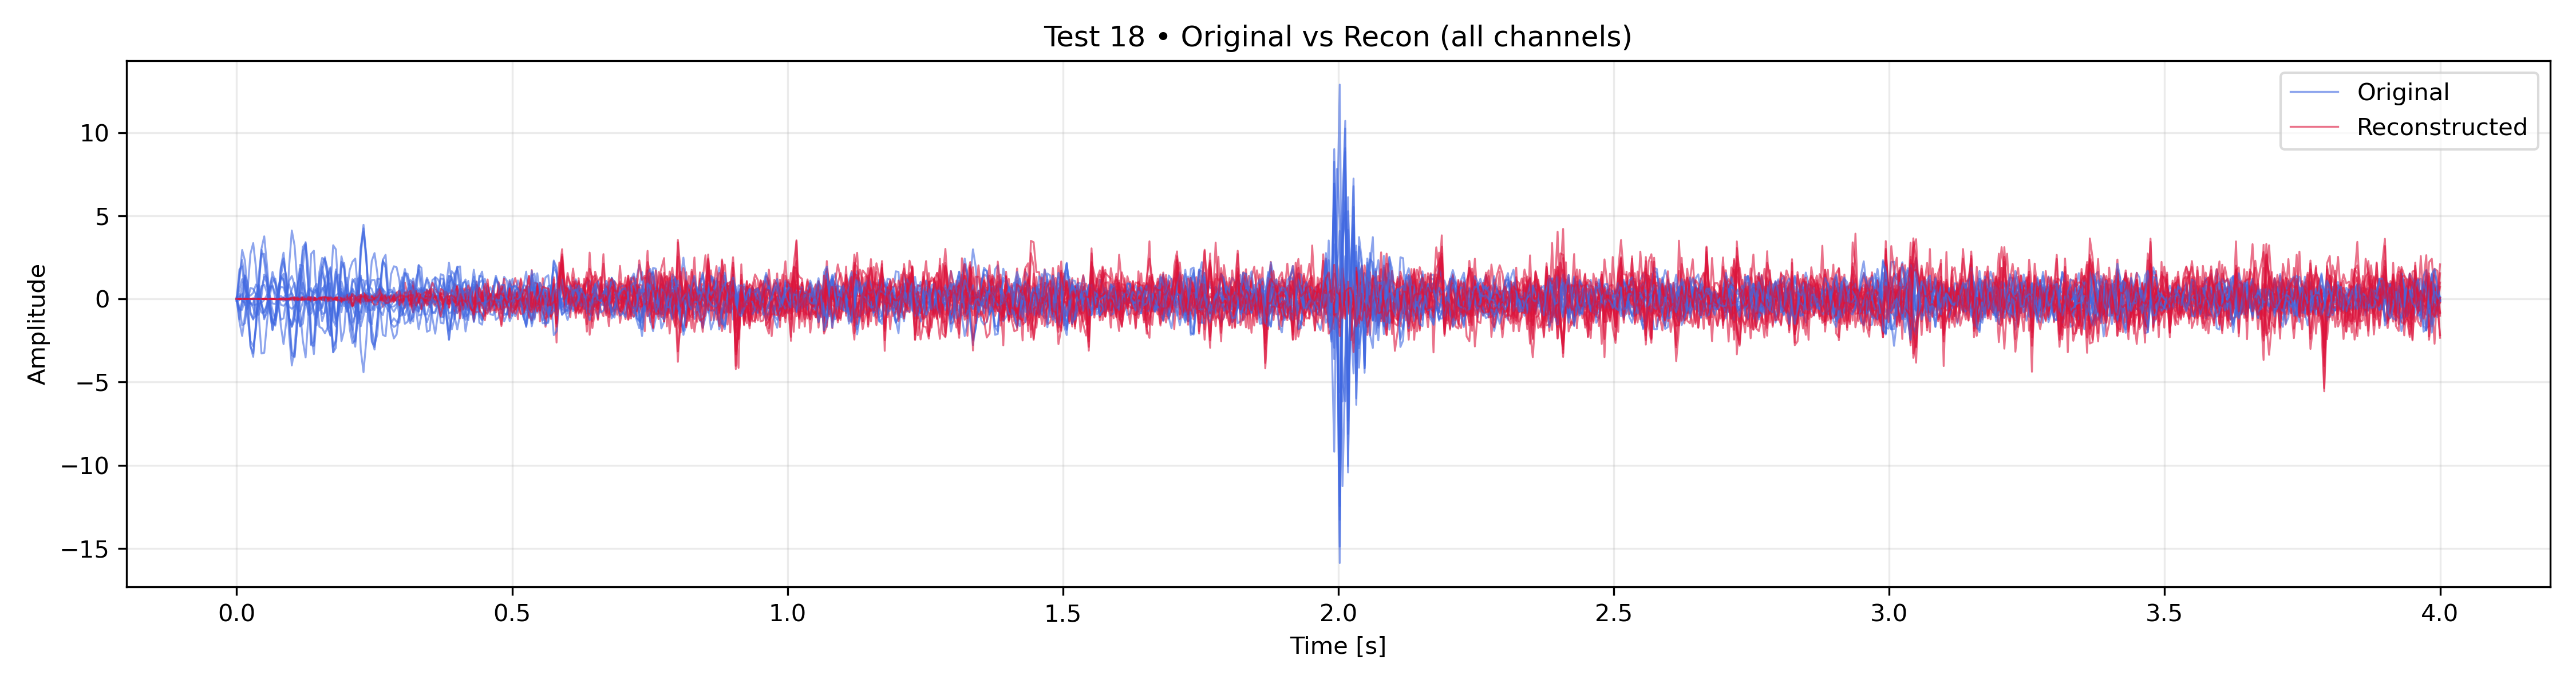 Test 18 • Original vs Recon (all channels)
Original
Reconstructed
Amplitude
10
5
0
−5
−10
−15
0.0 0.5 1.0 1.5 2.0 2.5 3.0 3.5 4.0
Time [s]